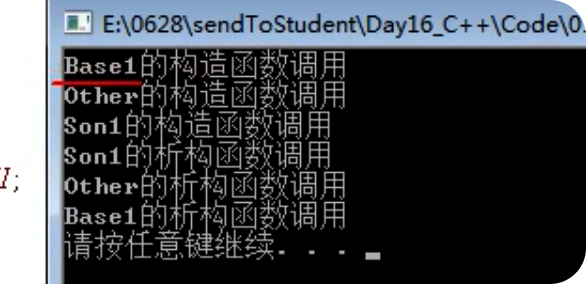 E:\0628\sendToStudent\Day16_C++\Code\0.
Base1的构造函数调用
Other的构造函数调用
Son1的构造函数调用
Son1的析构函数调用
Other的析构函数调用
Base1的析构函数调用
请按任意键继续. . .